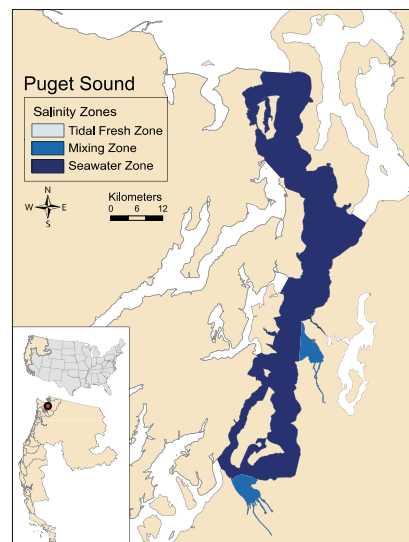 Puget Sound
Salinity Zones
Tidal Fresh Zone
Mixing Zone
Seawater Zone
N
W E
S
Kilometers
0 6 12